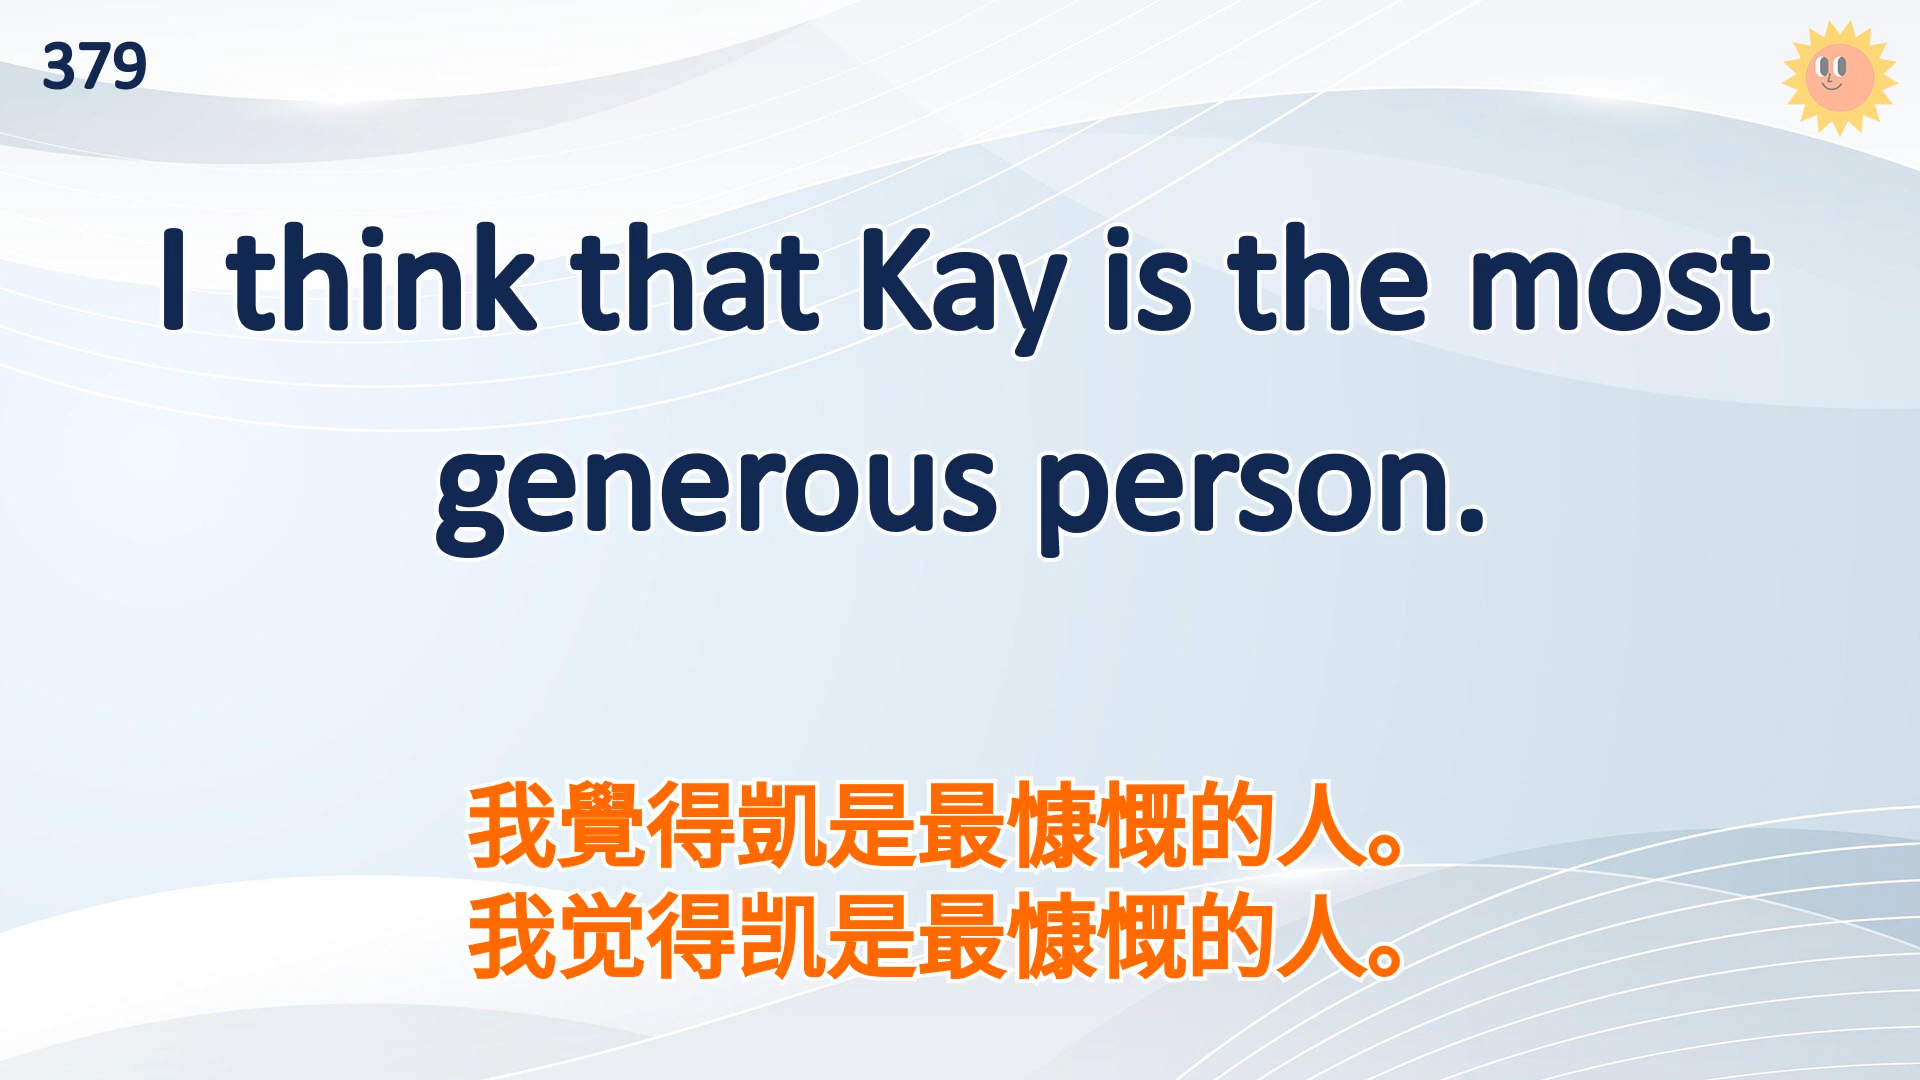 379
I think that Kay is the most
generous person.
我覺得凱是最慷慨的人。
我觉得凯是最慷慨的人。